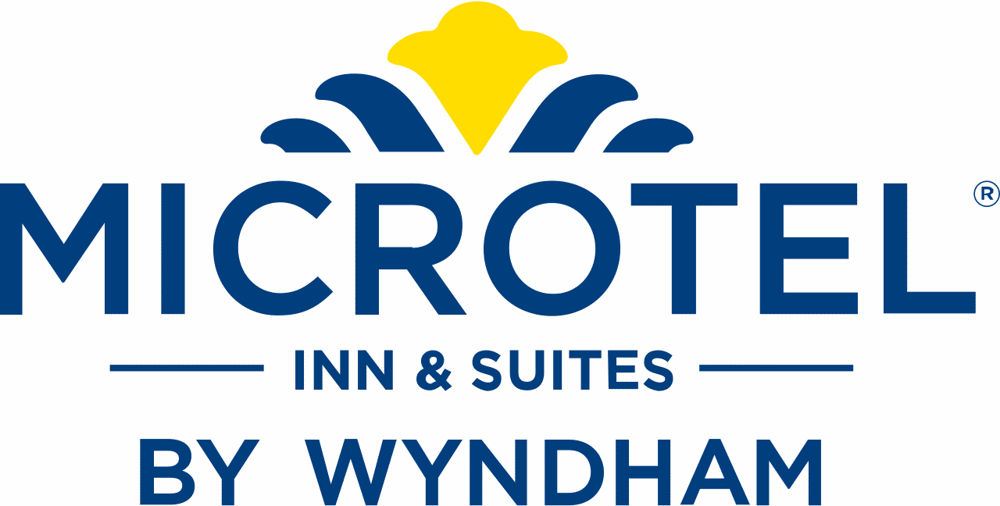 MICROTEL®
INN & SUITES
BY WYNDHAM